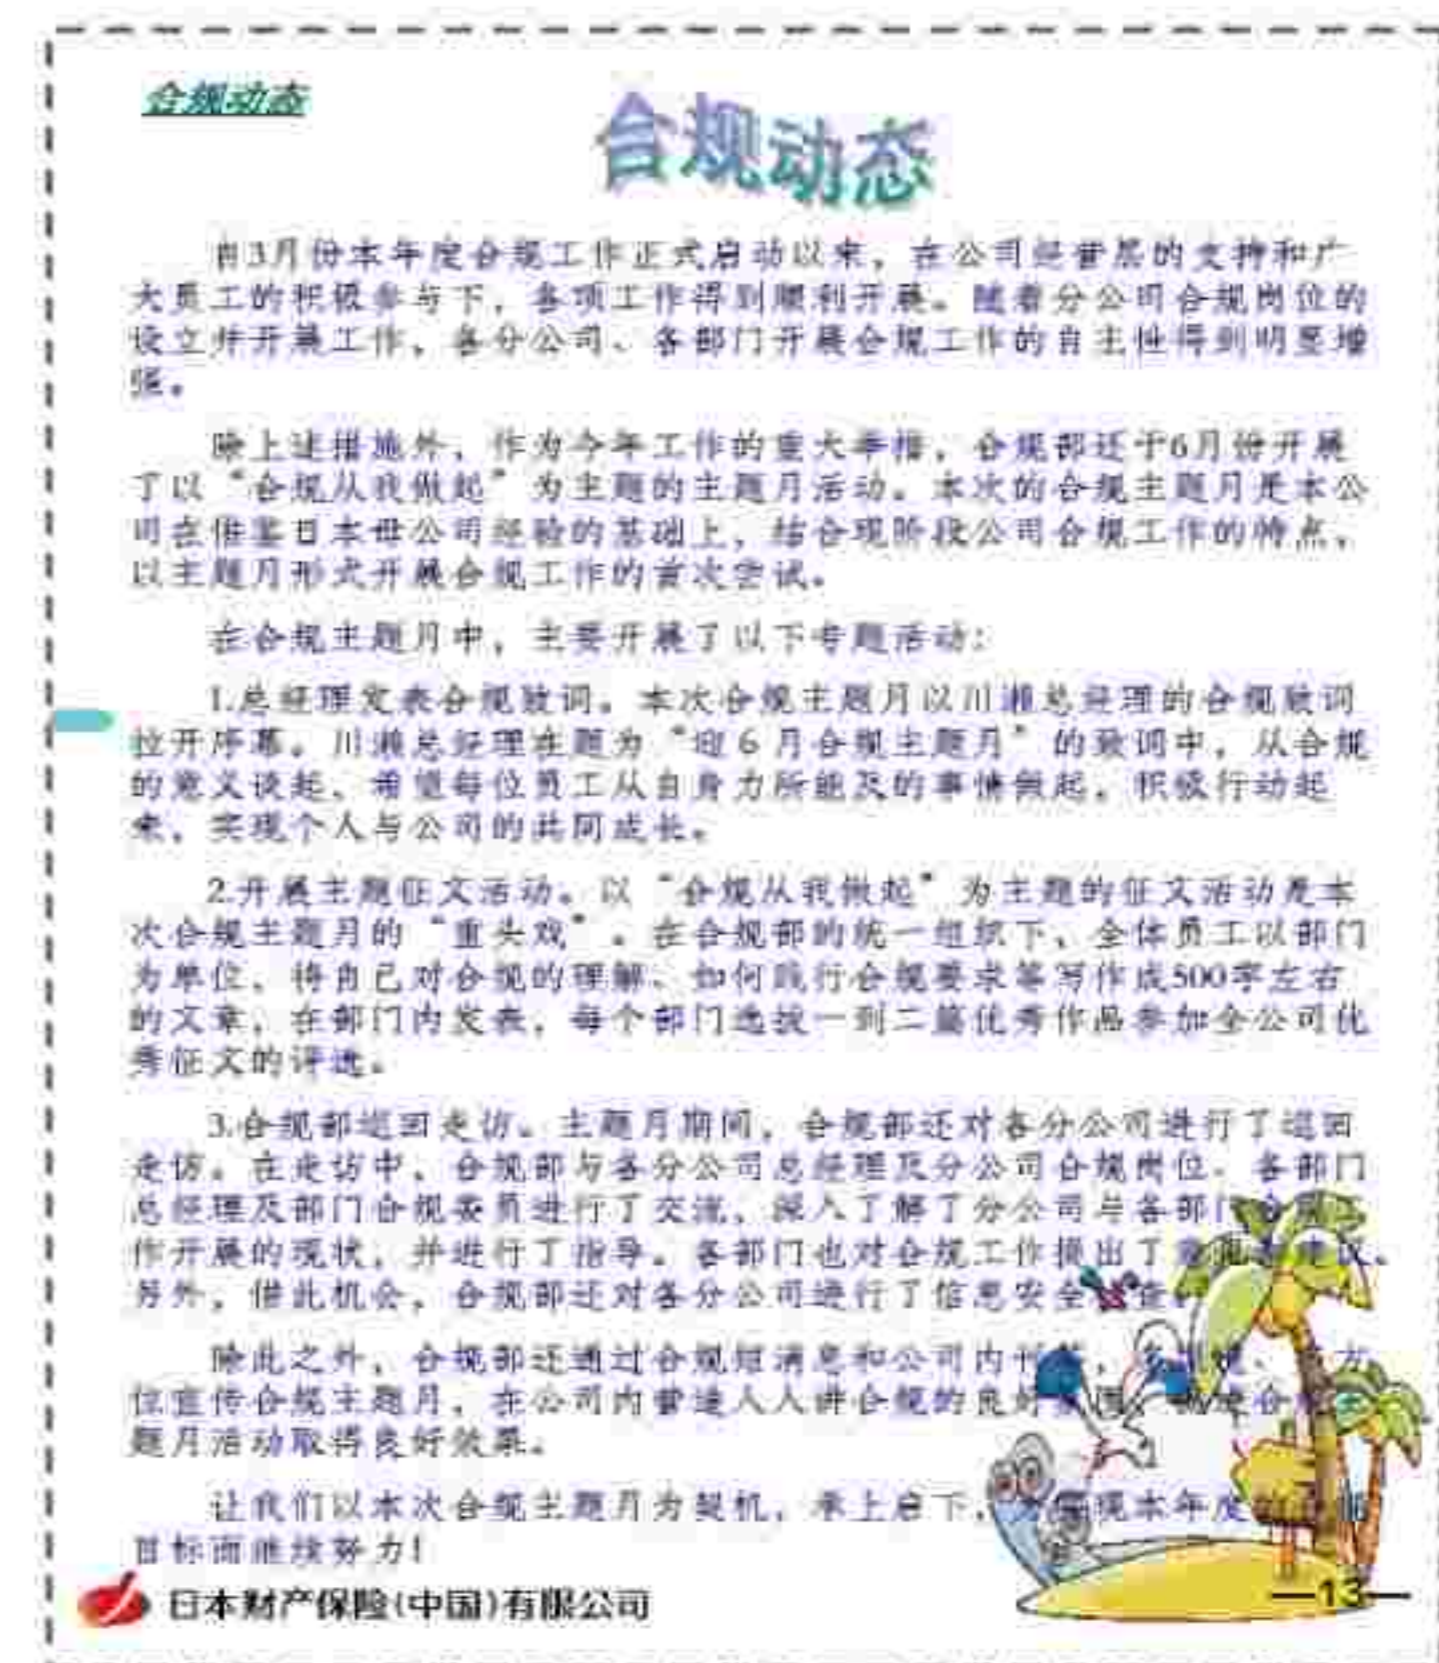 合规动态
合规动态
自3月份本年度合规工作正式启动以来，在公司经营层的支持和广
大员工的积极参与下，各项工作得到顺利开展。随着分公司合规岗位的
设立并开展工作，各分公司、各部门开展合规工作的自主性得到明显增
强。
除上述措施外，作为今年工作的重大举措，合规部还于6月份开展
了以“合规从我做起”为主题的主题月活动。本次的合规主题月是本公
司在借鉴日本母公司经验的基础上，结合现阶段公司合规工作的特点，
以主题月形式开展合规工作的首次尝试。
在合规主题月中，主要开展了以下专题活动：
1.总经理发表合规致词。本次合规主题月以川濑总经理的合规致词
拉开序幕。川濑总经理在题为“迎6月合规主题月”的致词中，从合规
的意义谈起，希望每位员工从自身力所能及的事情做起，积极行动起
来，实现个人与公司的共同成长。
2.开展主题征文活动。以“合规从我做起”为主题的征文活动是本
次合规主题月的“重头戏”。在合规部的统一组织下，全体员工以部门
为单位，将自己对合规的理解、如何践行合规要求等写作成500字左右
的文章，在部门内发表，每个部门选拔一到二篇优秀作品参加全公司优
秀征文的评选。
3.合规部巡回走访。主题月期间，合规部还对各分公司进行了巡回
走访。在走访中，合规部与各分公司总经理及分公司合规岗位、各部门
总经理及部门合规委员进行了交流，深入了解了分公司与各部门合规
作开展的现状，并进行了指导。各部门也对合规工作提出了意见和建议。
另外，借此机会，合规部还对各分公司进行了信息安全
除此之外，合规部还通过合规短消息和公司内刊
位宣传合规主题月，在公司内营造人人讲合规的良好
题月活动取得良好效果。
让我们以本次合规主题月为契机，承上启下，实现本年度
目标而继续努力！
日本财产保险(中国)有限公司
—13—